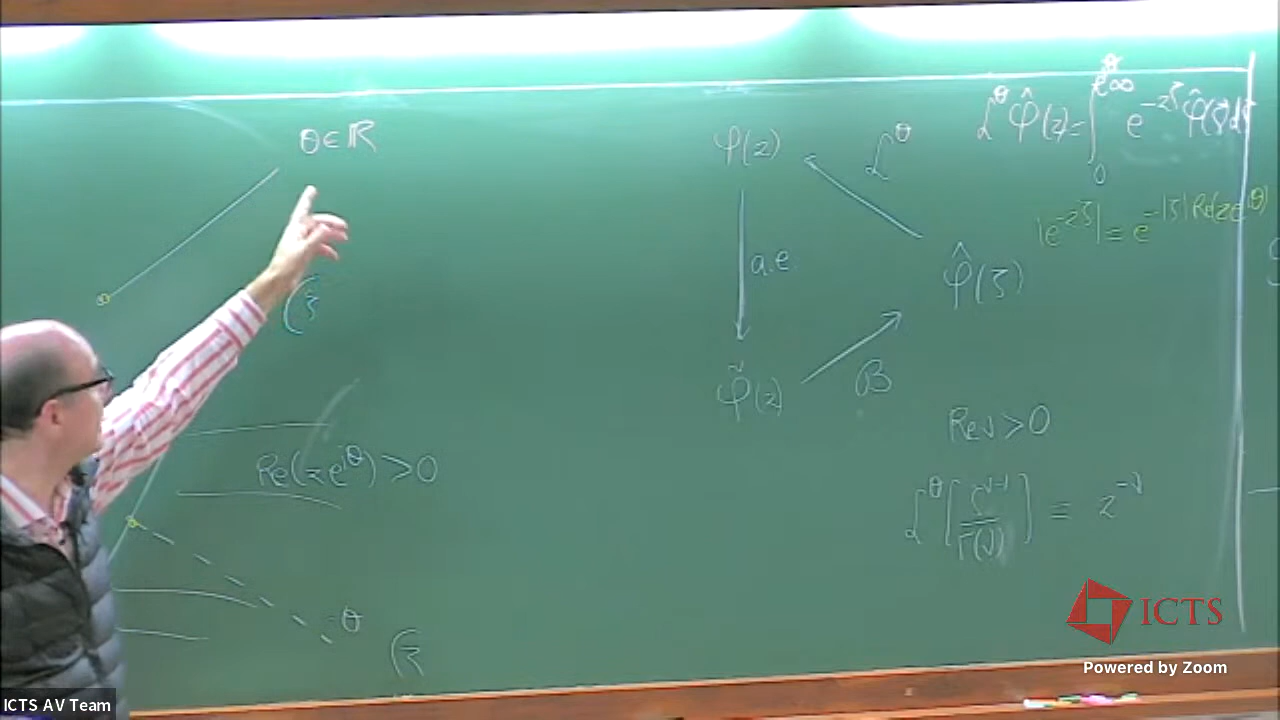 θ∈ℝ
(ζ
Re(ze^{iθ})>0
-θ
(z
φ(z)
ℒ^θ
a.e
φ̂(ζ)
φ̃(z)
ℬ
ℒ^θ φ̂(z)=∫_0^{e^{iθ}∞} e^{-zζ} φ̂(ζ)dζ
|e^{-zζ}|=e^{-|ζ|Re(ze^{iθ})}
Re ν>0
ℒ^θ[ζ^{ν-1}/Γ(ν)] = z^{-ν}
ICTS
Powered by Zoom
ICTS AV Team